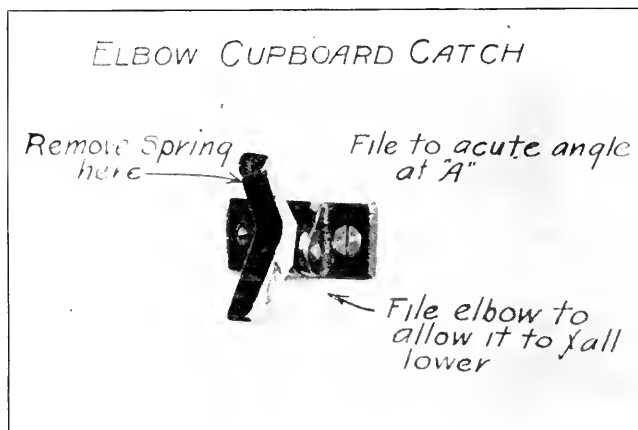 ELBOW CUPBOARD CATCH
Remove Spring
here
File to acute angle
at "A"
File elbow to
allow it to fall
lower